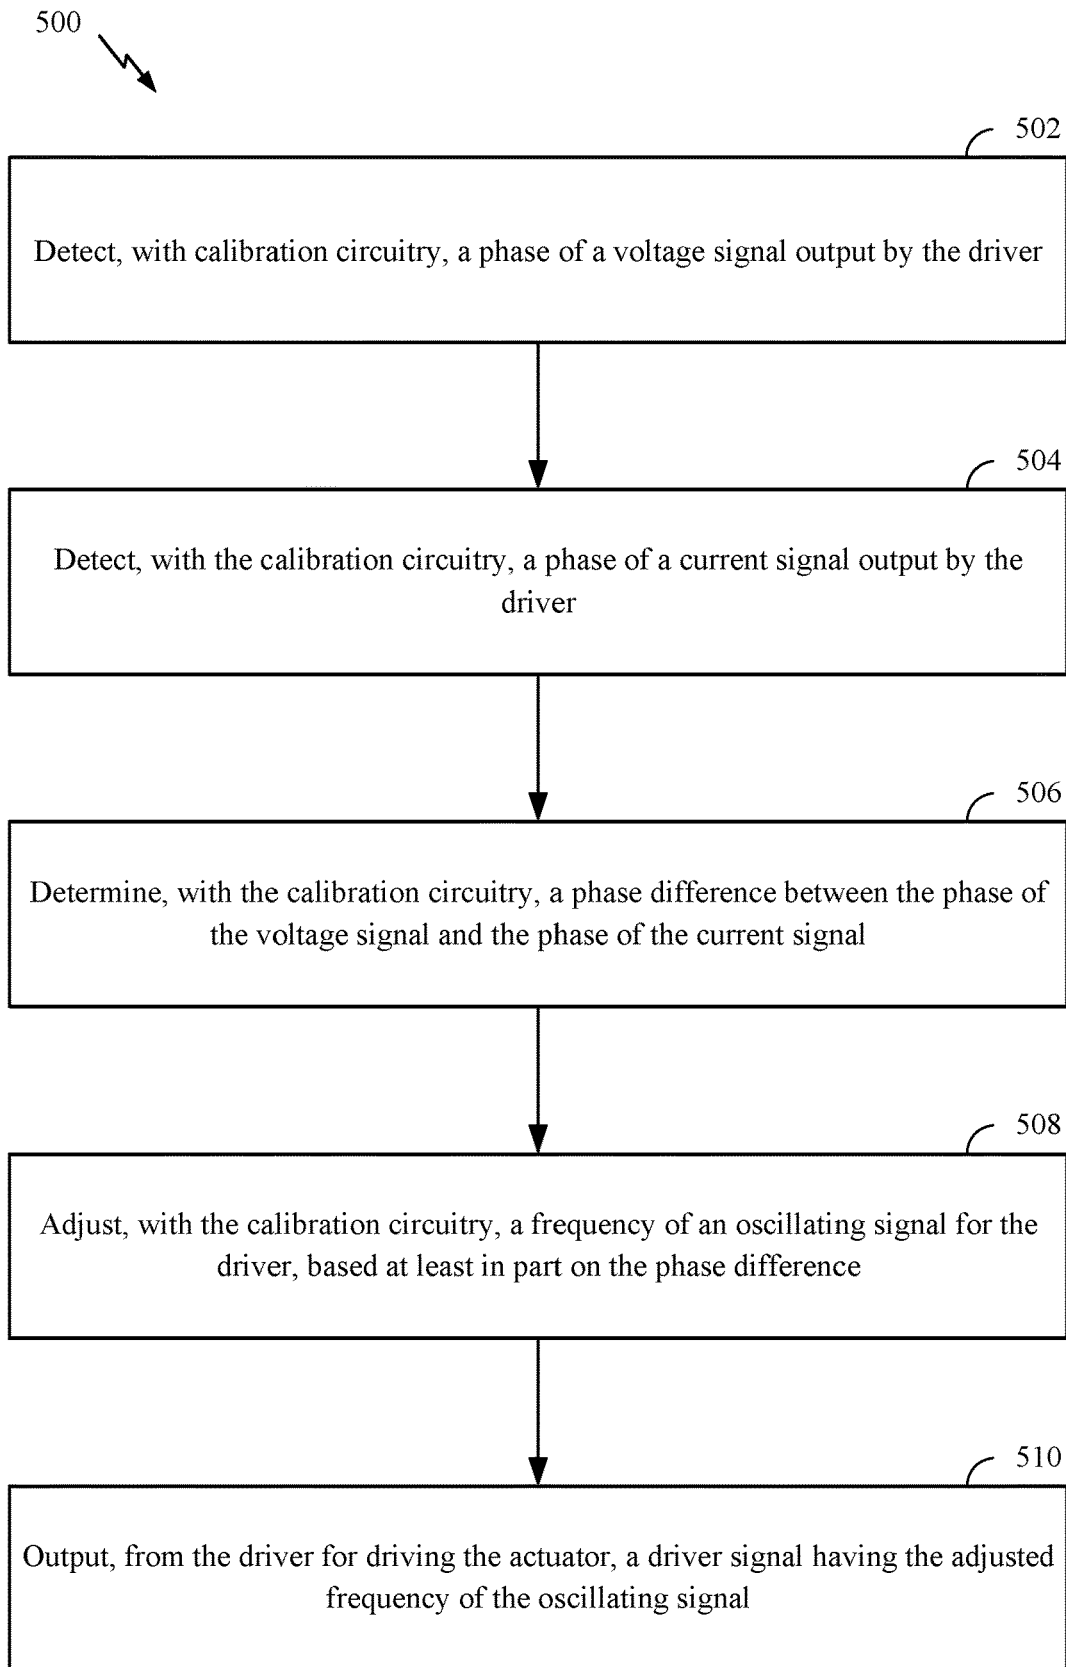 500
502
Detect, with calibration circuitry, a phase of a voltage signal output by the driver
504
Detect, with the calibration circuitry, a phase of a current signal output by the
driver
506
Determine, with the calibration circuitry, a phase difference between the phase of
the voltage signal and the phase of the current signal
508
Adjust, with the calibration circuitry, a frequency of an oscillating signal for the
driver, based at least in part on the phase difference
510
Output, from the driver for driving the actuator, a driver signal having the adjusted
frequency of the oscillating signal